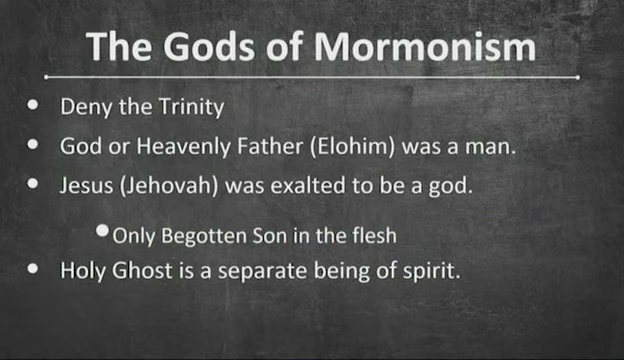 The Gods of Mormonism
Deny the Trinity
God or Heavenly Father (Elohim) was a man.
Jesus (Jehovah) was exalted to be a god.
Only Begotten Son in the flesh
Holy Ghost is a separate being of spirit.